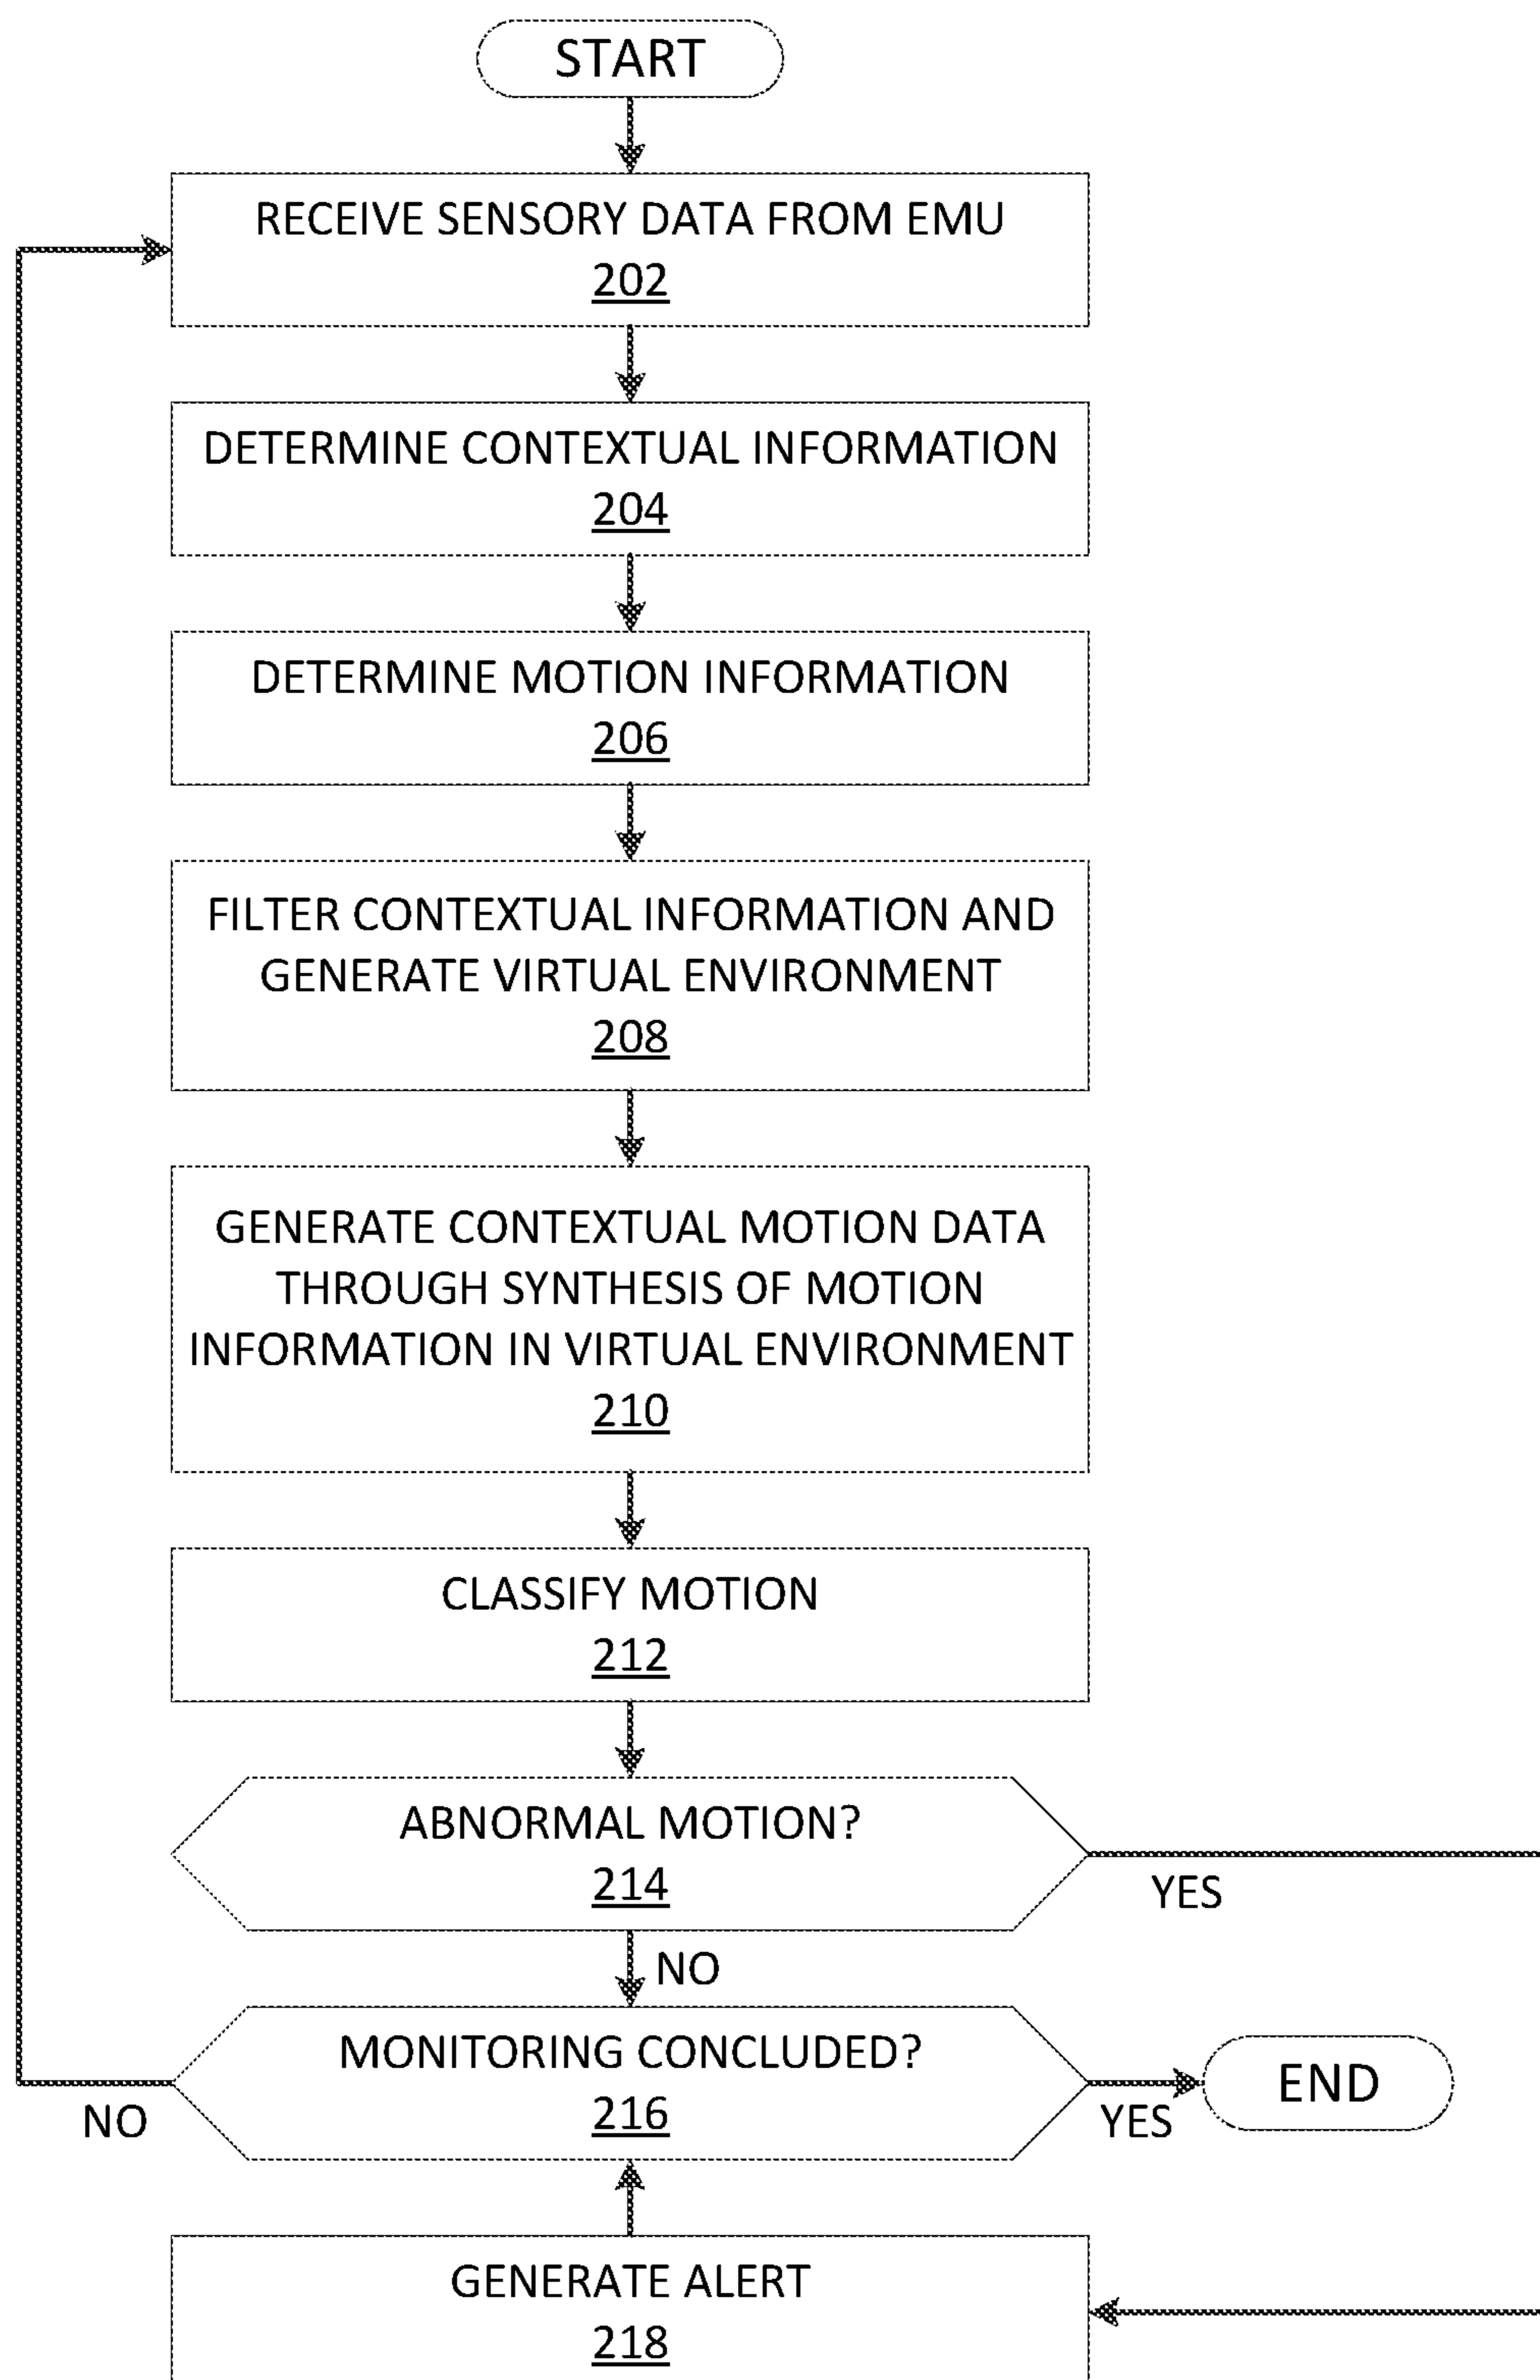 START
RECEIVE SENSORY DATA FROM EMU
202
DETERMINE CONTEXTUAL INFORMATION
204
DETERMINE MOTION INFORMATION
206
FILTER CONTEXTUAL INFORMATION AND
GENERATE VIRTUAL ENVIRONMENT
208
GENERATE CONTEXTUAL MOTION DATA
THROUGH SYNTHESIS OF MOTION
INFORMATION IN VIRTUAL ENVIRONMENT
210
CLASSIFY MOTION
212
ABNORMAL MOTION?
214
YES
NO
MONITORING CONCLUDED?
216
NO
YES
END
GENERATE ALERT
218